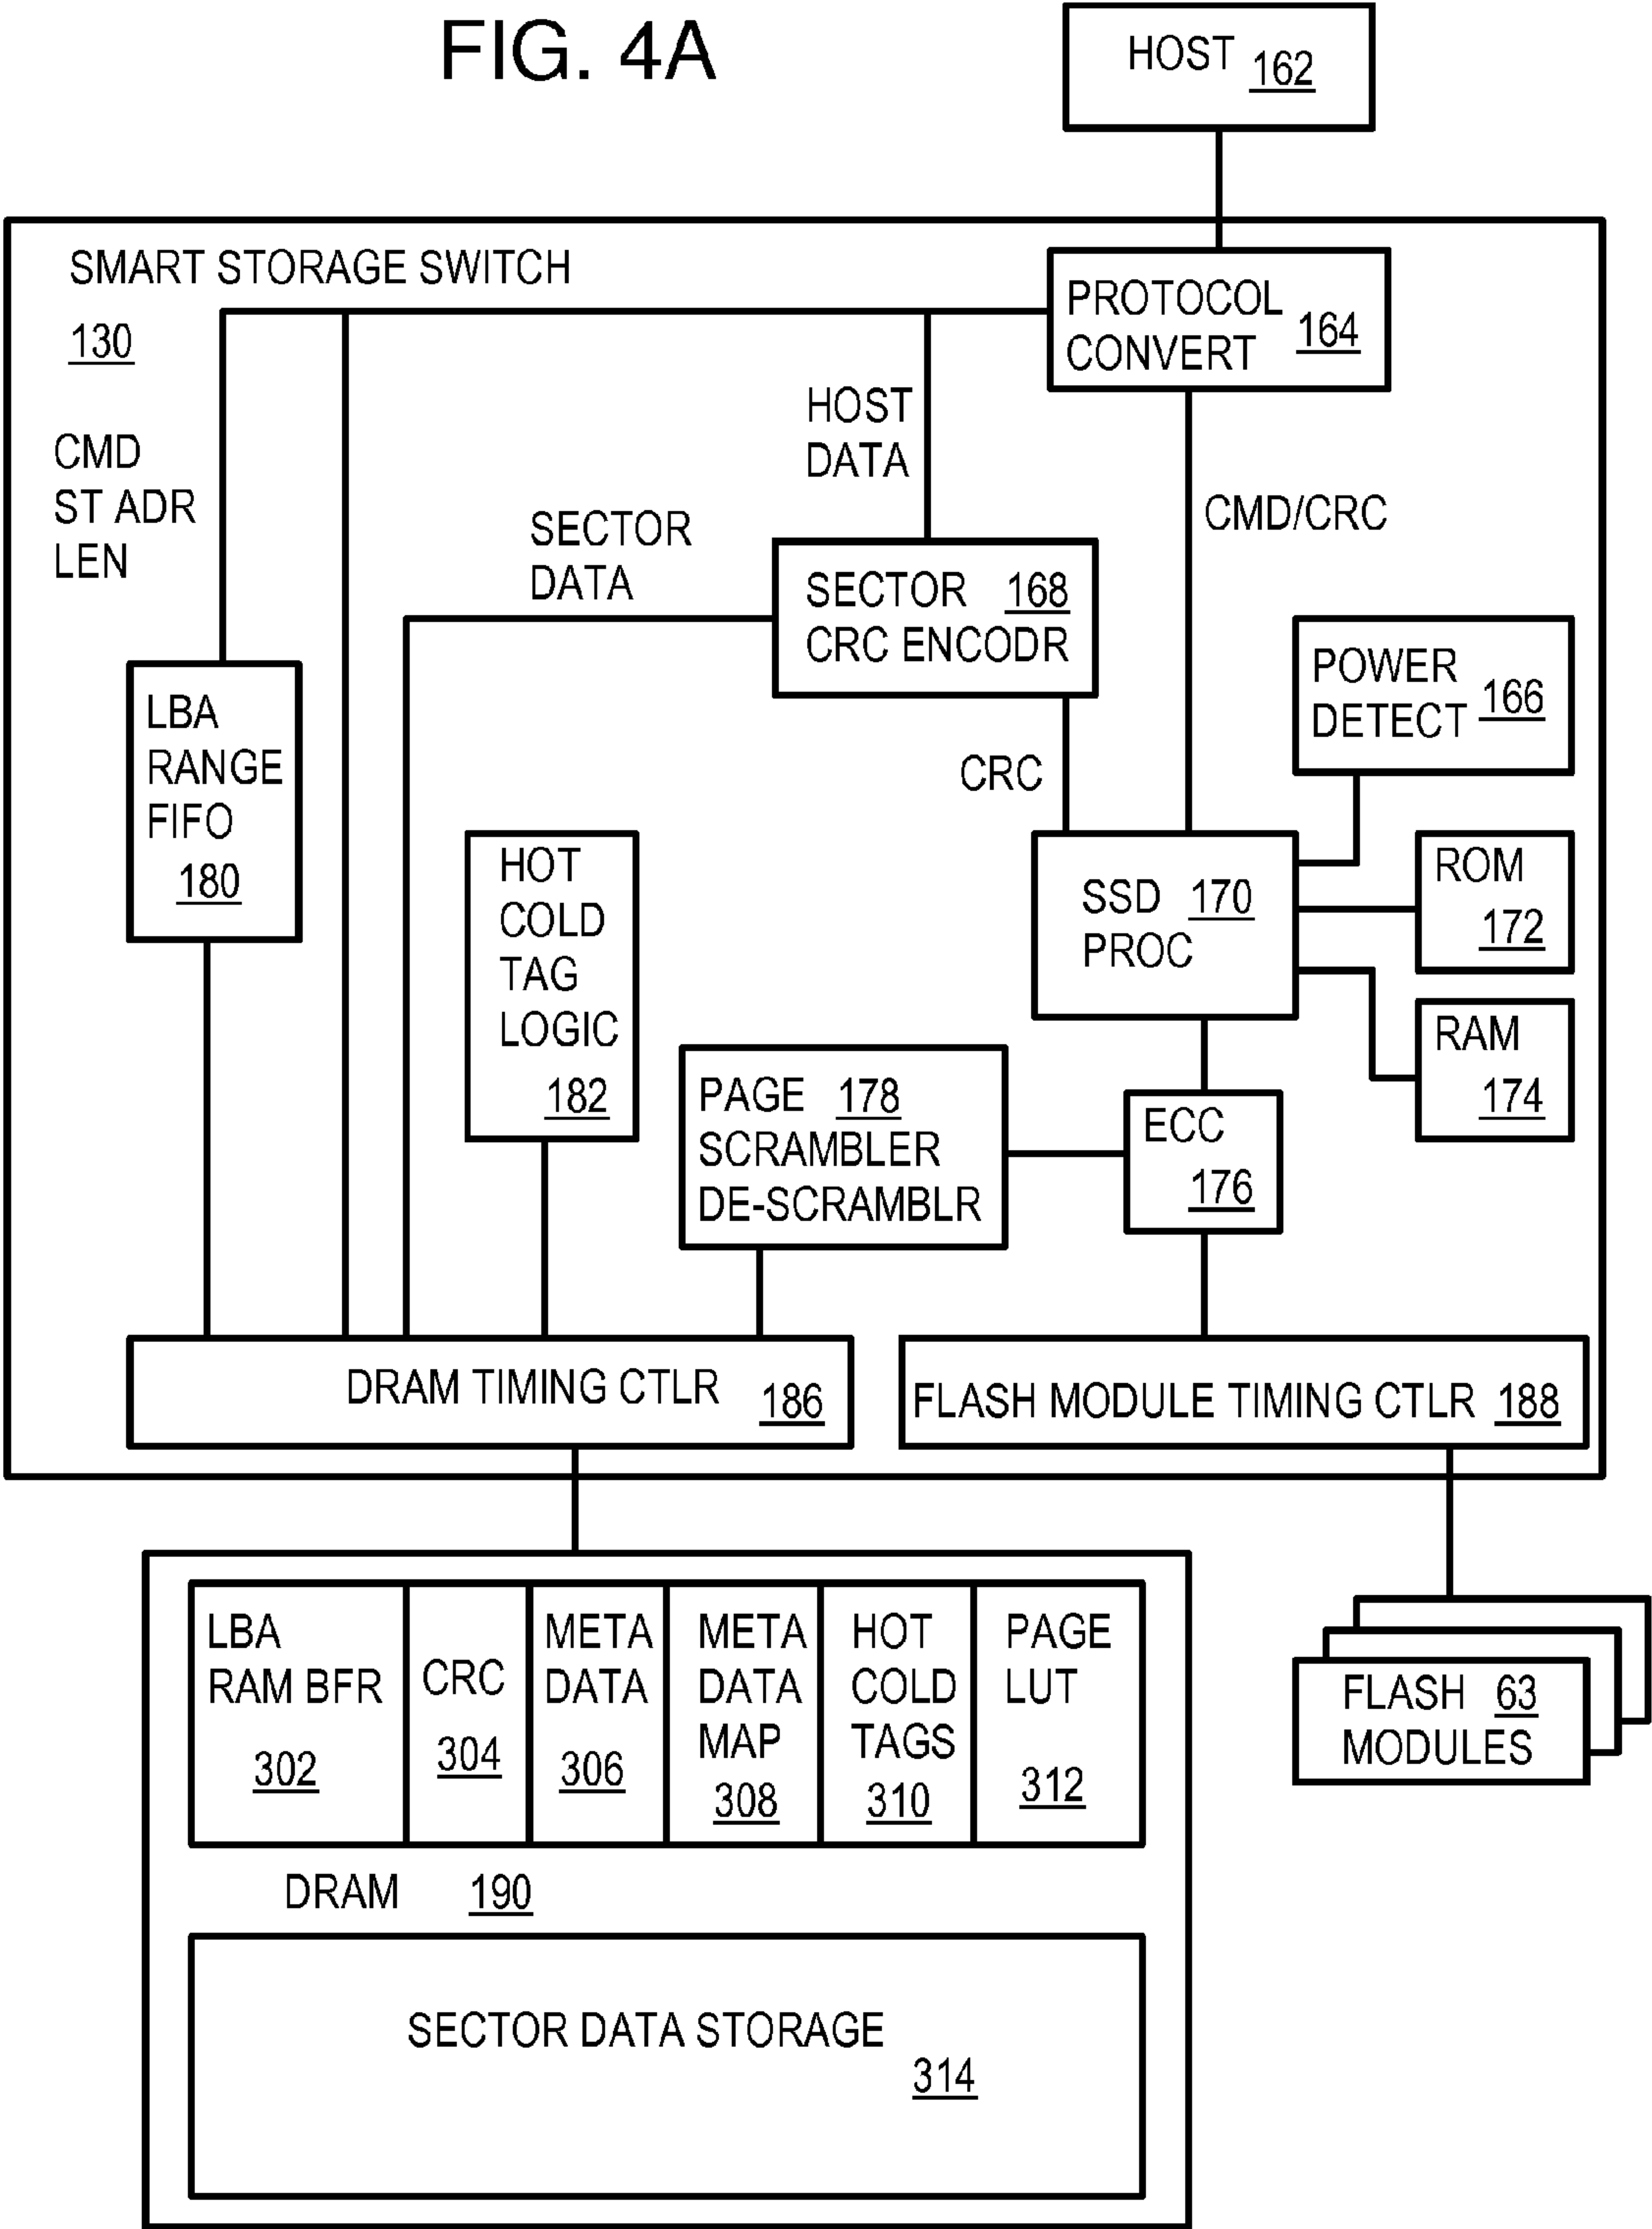 FIG. 4A
HOST 162
SMART STORAGE SWITCH
130
PROTOCOL
CONVERT 164
CMD
ST ADR
LEN
HOST
DATA
SECTOR
DATA
CMD/CRC
SECTOR 168
CRC ENCODR
POWER
DETECT 166
LBA
RANGE
FIFO
180
CRC
HOT
COLD
TAG
LOGIC
182
SSD 170
PROC
ROM
172
RAM
174
PAGE 178
SCRAMBLER
DE-SCRAMBLR
ECC
176
DRAM TIMING CTLR 186
FLASH MODULE TIMING CTLR 188
LBA
RAM BFR
302
CRC
304
META
DATA
306
META
DATA
MAP
308
HOT
COLD
TAGS
310
PAGE
LUT
312
FLASH 63
MODULES
DRAM 190
SECTOR DATA STORAGE
314